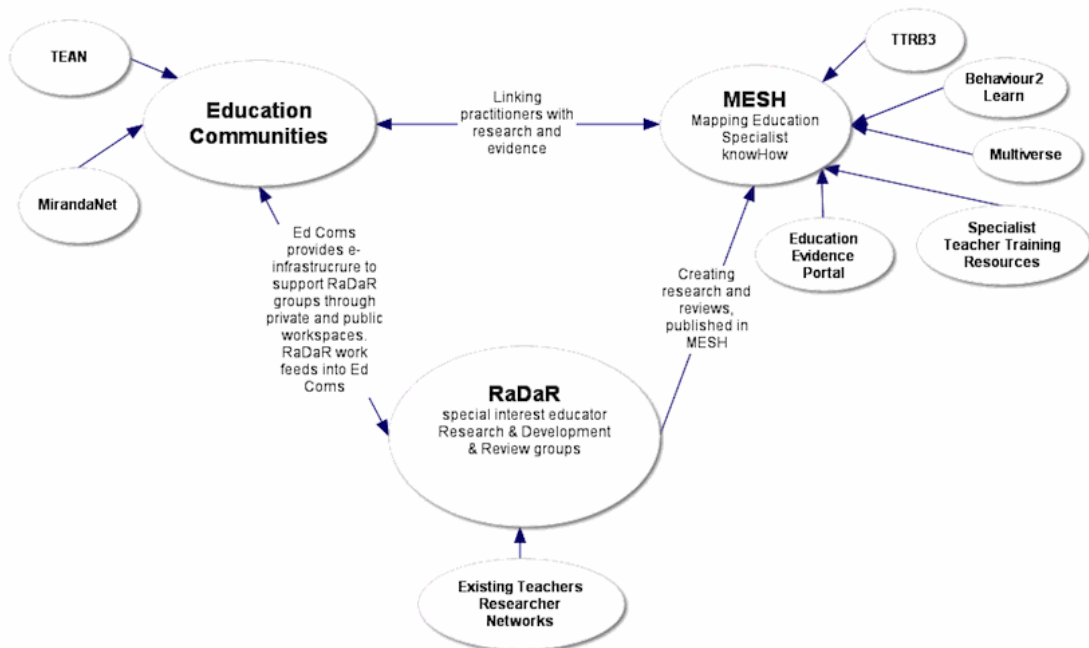 TEAN
Education
Communities
MirandaNet
Linking
practitioners with
research and
evidence
MESH
Mapping Education
Specialist
knowHow
TTRB3
Behaviour2
Learn
Multiverse
Specialist
Teacher Training
Resources
Education
Evidence
Portal
Ed Coms
provides e-
infrastrucrure to
support RaDaR
groups through
private and public
workspaces.
RaDaR work
feeds into Ed
Coms
Creating
research and
reviews,
published in
MESH
RaDaR
special interest educator
Research & Development
& Review groups
Existing Teachers
Researcher
Networks